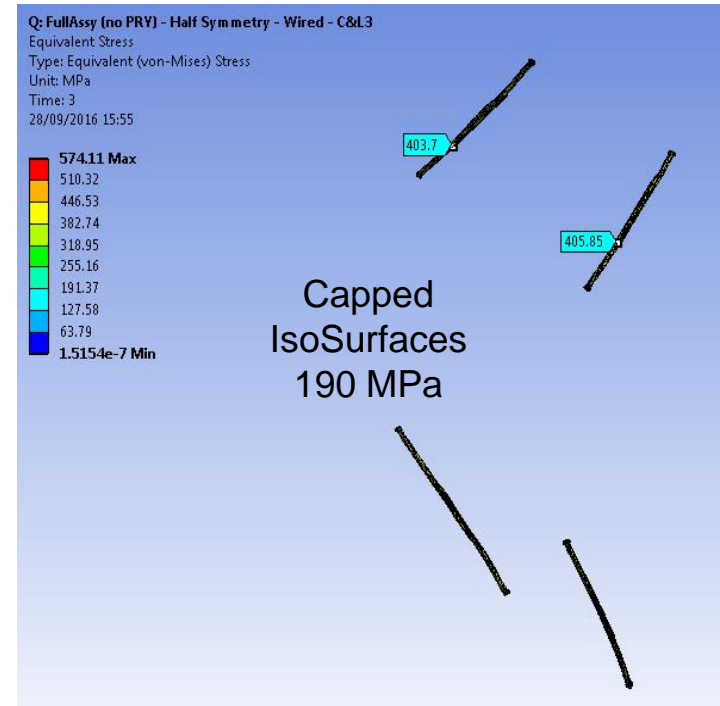 Q: FullAssy (no PRY) - Half Symmetry - Wired - C&L3
Equivalent Stress
Type: Equivalent (von-Mises) Stress
Unit: MPa
Time: 3
28/09/2016 15:55
574.11 Max
510.32
446.53
382.74
318.95
255.16
191.37
127.58
63.79
1.5154e-7 Min
403.7
405.85
Capped
IsoSurfaces
190 MPa